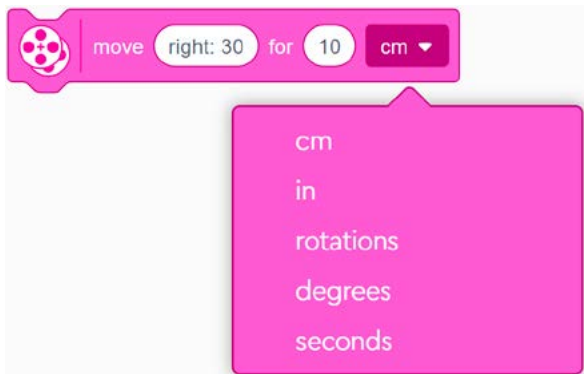 move right: 30 for 10 cm
cm
in
rotations
degrees
seconds